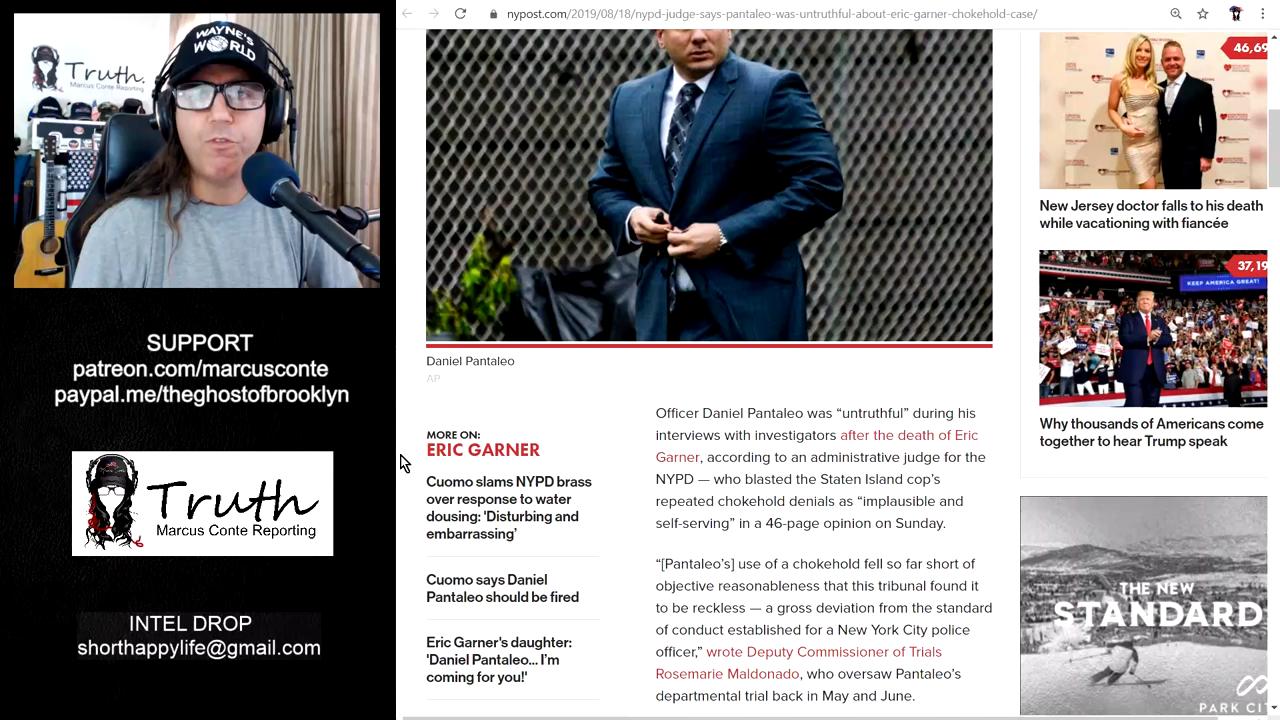 WAYNE'S
WORLD
Truth.
Marcus Conte Reporting
SUPPORT
patreon.com/marcusconte
paypal.me/theghostofbrooklyn
Truth
Marcus Conte Reporting
INTEL DROP
shorthappylife@gmail.com
nypost.com/2019/08/18/nypd-judge-says-pantaleo-was-untruthful-about-eric-garner-chokehold-case/
Daniel Pantaleo
AP
MORE ON:
ERIC GARNER
Cuomo slams NYPD brass
over response to water
dousing: 'Disturbing and
embarrassing'
Cuomo says Daniel
Pantaleo should be fired
Eric Garner's daughter:
'Daniel Pantaleo... I'm
coming for you!'
Officer Daniel Pantaleo was “untruthful” during his
interviews with investigators after the death of Eric
Garner, according to an administrative judge for the
NYPD — who blasted the Staten Island cop’s
repeated chokehold denials as “implausible and
self-serving” in a 46-page opinion on Sunday.
“[Pantaleo’s] use of a chokehold fell so far short of
objective reasonableness that this tribunal found it
to be reckless — a gross deviation from the standard
of conduct established for a New York City police
officer,” wrote Deputy Commissioner of Trials
Rosemarie Maldonado, who oversaw Pantaleo’s
departmental trial back in May and June.
46,69
New Jersey doctor falls to his death
while vacationing with fiancée
37,19
KEEP AMERICA GREAT!
Why thousands of Americans come
together to hear Trump speak
THE NEW
STANDARD
PARK CIT